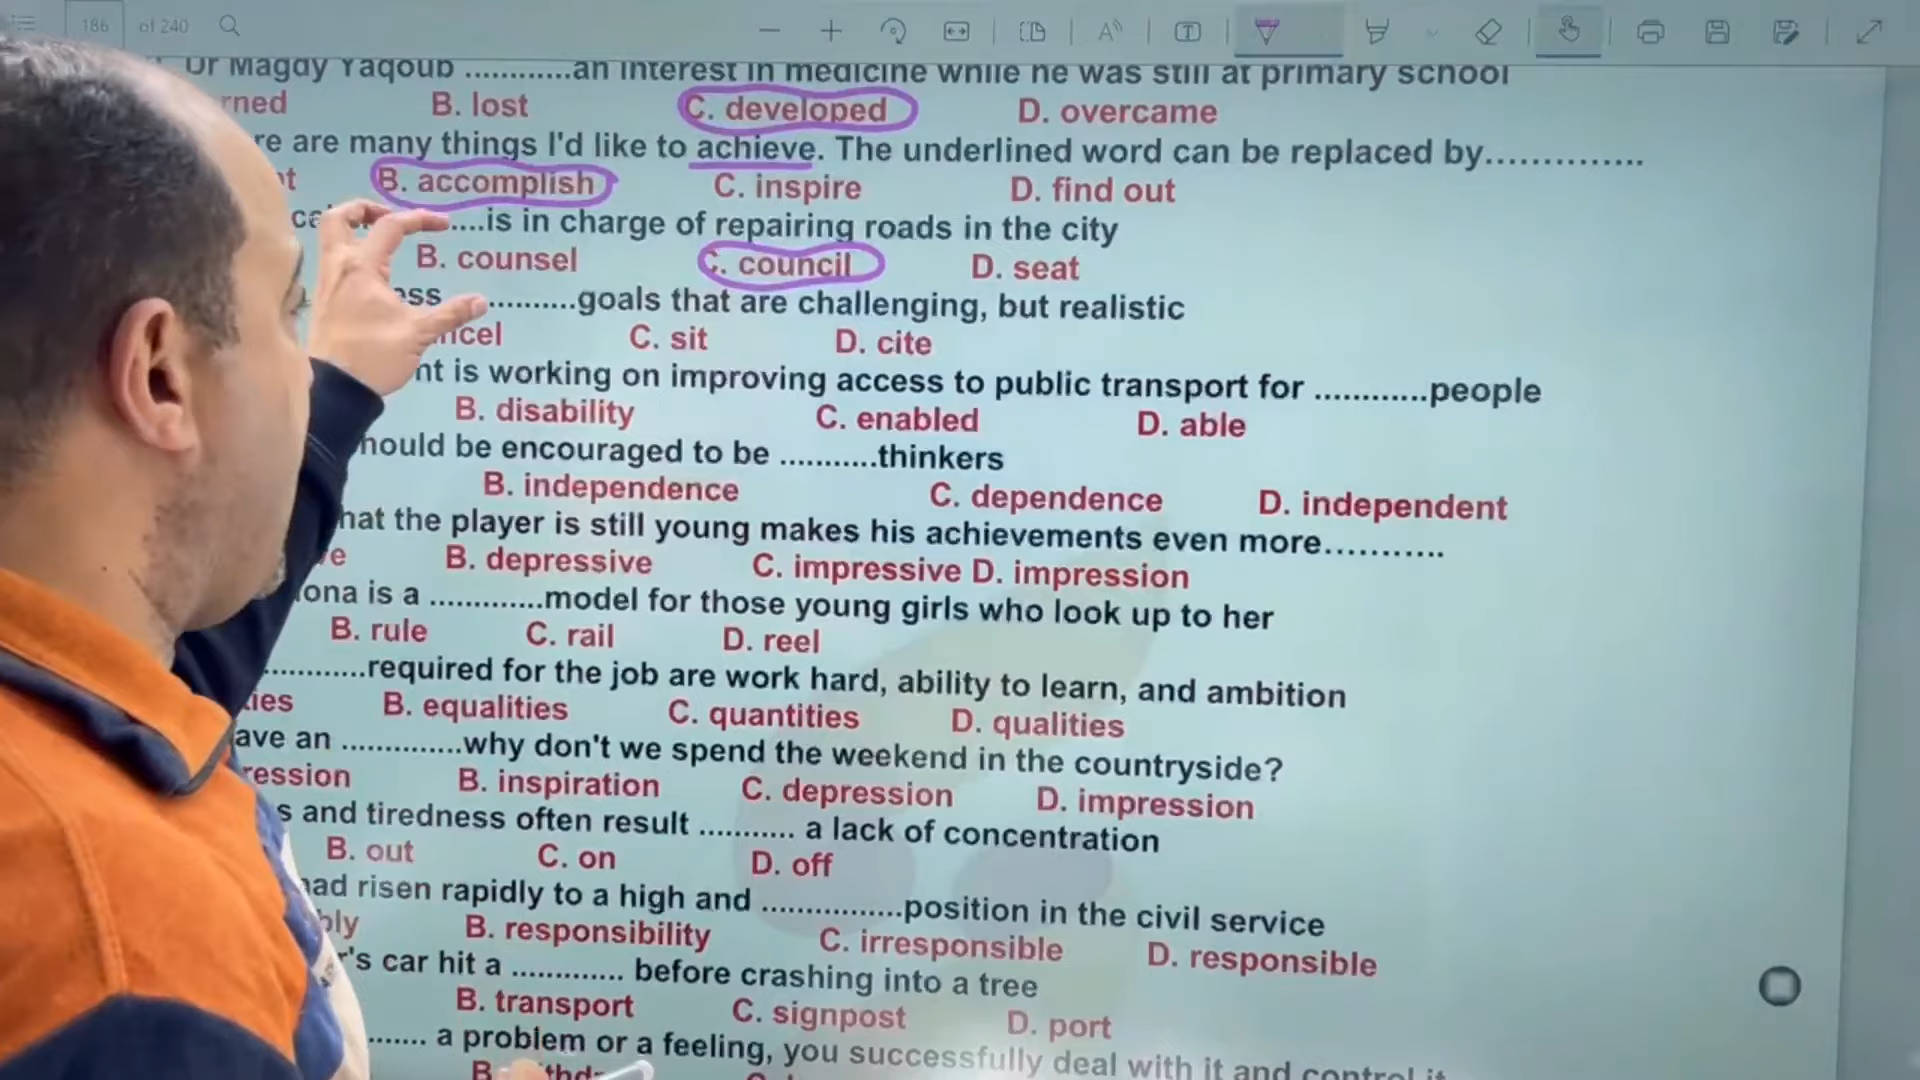 186 of 240
Dr Magdy Yaqoub ............an interest in medicine while he was still at primary school
rned B. lost C. developed D. overcame
re are many things I'd like to achieve. The underlined word can be replaced by..............
B. accomplish C. inspire D. find out
....is in charge of repairing roads in the city
B. counsel C. council D. seat
ess ..........goals that are challenging, but realistic
ncel C. sit D. cite
nt is working on improving access to public transport for ............people
B. disability C. enabled D. able
hould be encouraged to be ...........thinkers
B. independence C. dependence D. independent
hat the player is still young makes his achievements even more...........
ve B. depressive C. impressive D. impression
ona is a .............model for those young girls who look up to her
B. rule C. rail D. reel
............required for the job are work hard, ability to learn, and ambition
ties B. equalities C. quantities D. qualities
ave an ..............why don't we spend the weekend in the countryside?
ression B. inspiration C. depression D. impression
s and tiredness often result ........... a lack of concentration
B. out C. on D. off
had risen rapidly to a high and ................position in the civil service
bly B. responsibility C. irresponsible D. responsible
r's car hit a ............. before crashing into a tree
B. transport C. signpost D. port
....... a problem or a feeling, you successfully deal with it and control it
B